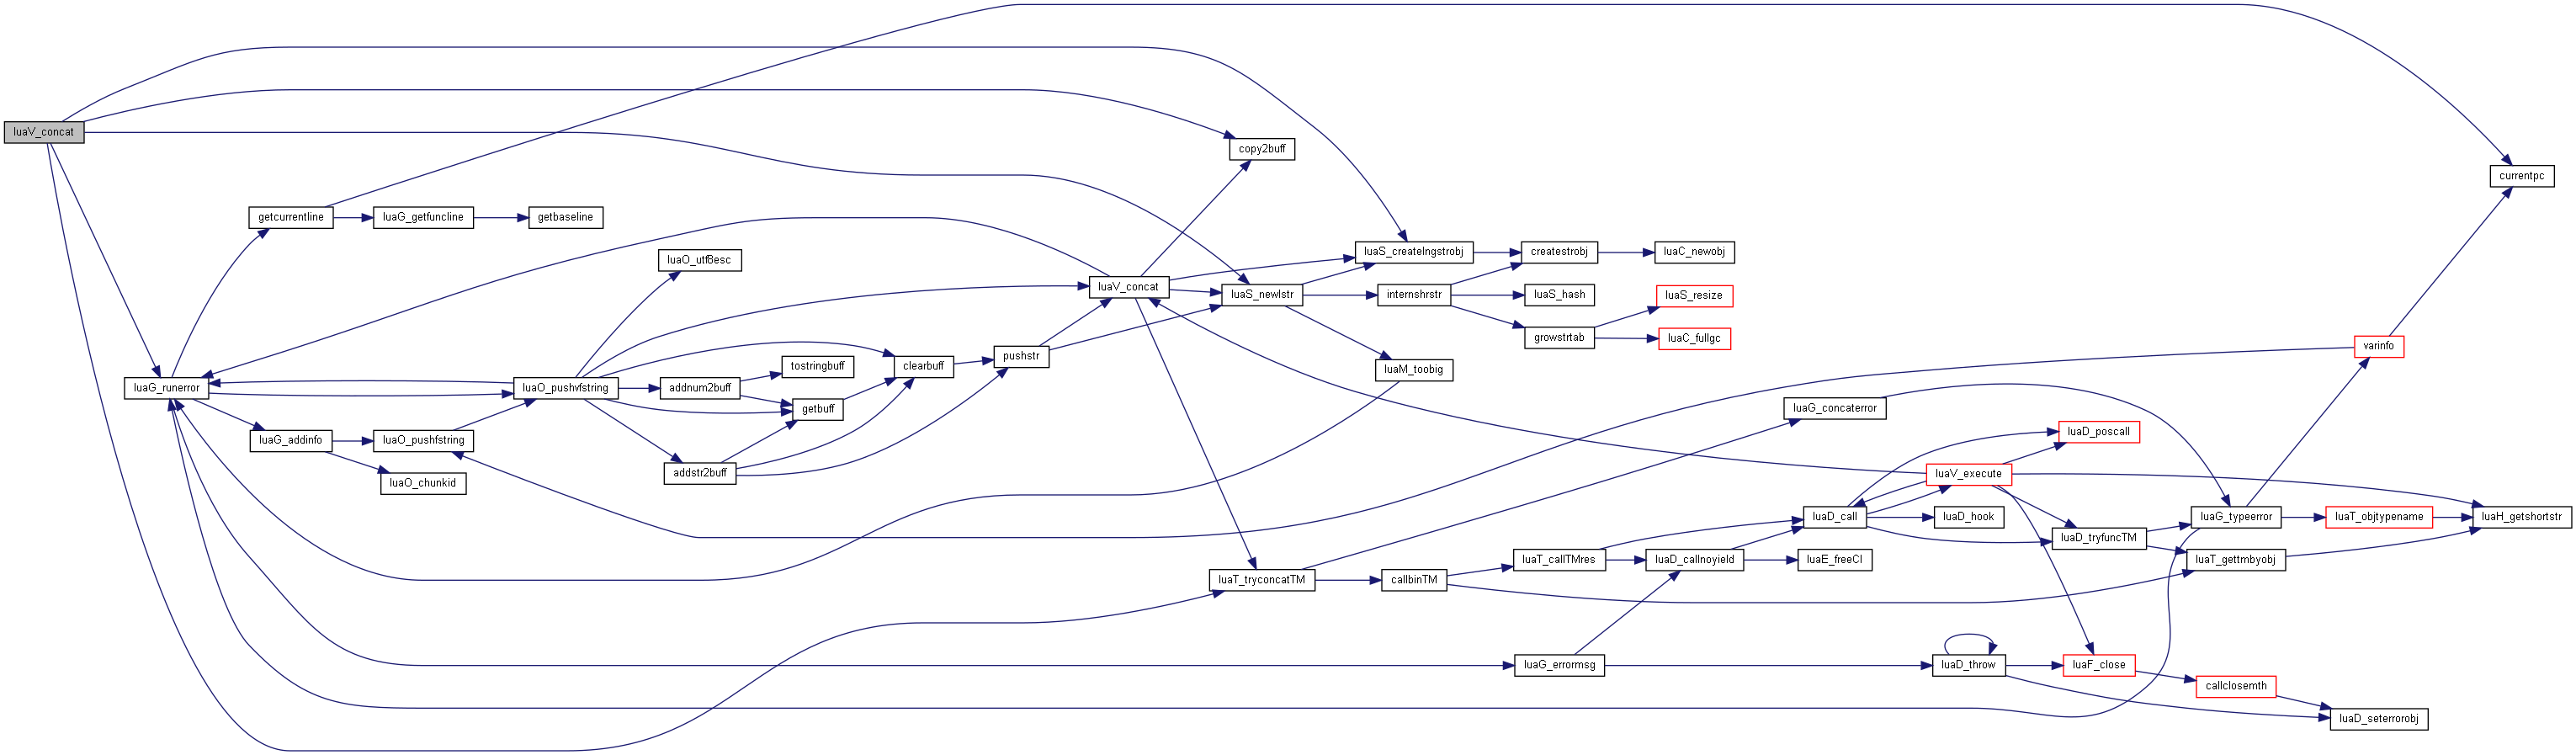 luaV_concat
copy2buff
currentpc
getcurrentline
luaG_getfuncline
getbaseline
luaO_utf8esc
luaS_createlngstrobj
createstrobj
luaC_newobj
luaV_concat
luaS_newlstr
internshrstr
luaS_hash
luaS_resize
growstrtab
luaC_fullgc
pushstr
varinfo
tostringbuff
clearbuff
luaM_toobig
luaG_runerror
luaO_pushvfstring
addnum2buff
getbuff
luaG_concaterror
luaG_addinfo
luaO_pushfstring
luaD_poscall
addstr2buff
luaV_execute
luaO_chunkid
luaD_call
luaD_hook
luaG_typeerror
luaT_objtypename
luaH_getshortstr
luaD_tryfuncTM
luaT_callTMres
luaD_callnoyield
luaE_freeCI
luaT_gettmbyobj
luaT_tryconcatTM
callbinTM
luaG_errormsg
luaD_throw
luaF_close
callclosemth
luaD_seterrorobj